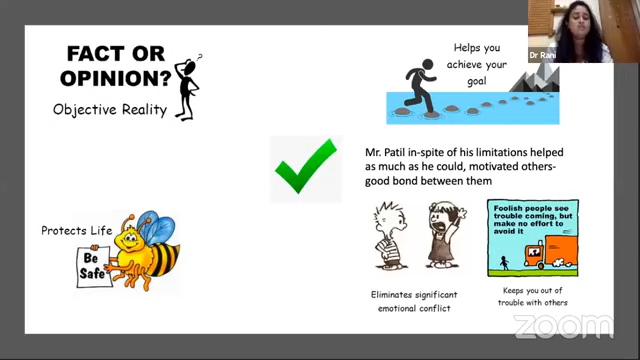 FACT OR
OPINION?
?
Objective Reality
Helps you
achieve your
goal
Dr Rani
Mr. Patil in-spite of his limitations helped
as much as he could, motivated others-
good bond between them
Protects Life
Be
Safe
Foolish people see
trouble coming, but
make no effort to
avoid it
Eliminates significant
emotional conflict
Keeps you out of
trouble with others
zoom